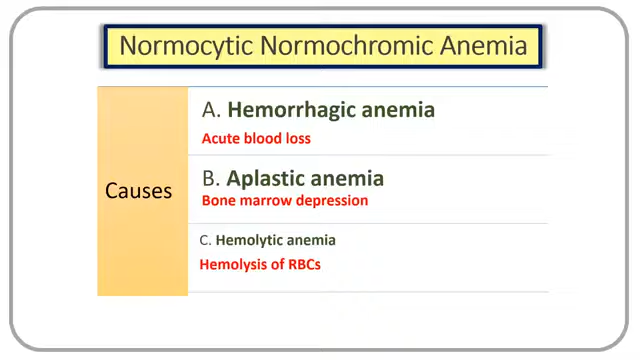 Normocytic Normochromic Anemia
Causes
A. Hemorrhagic anemia
Acute blood loss
B. Aplastic anemia
Bone marrow depression
C. Hemolytic anemia
Hemolysis of RBCs